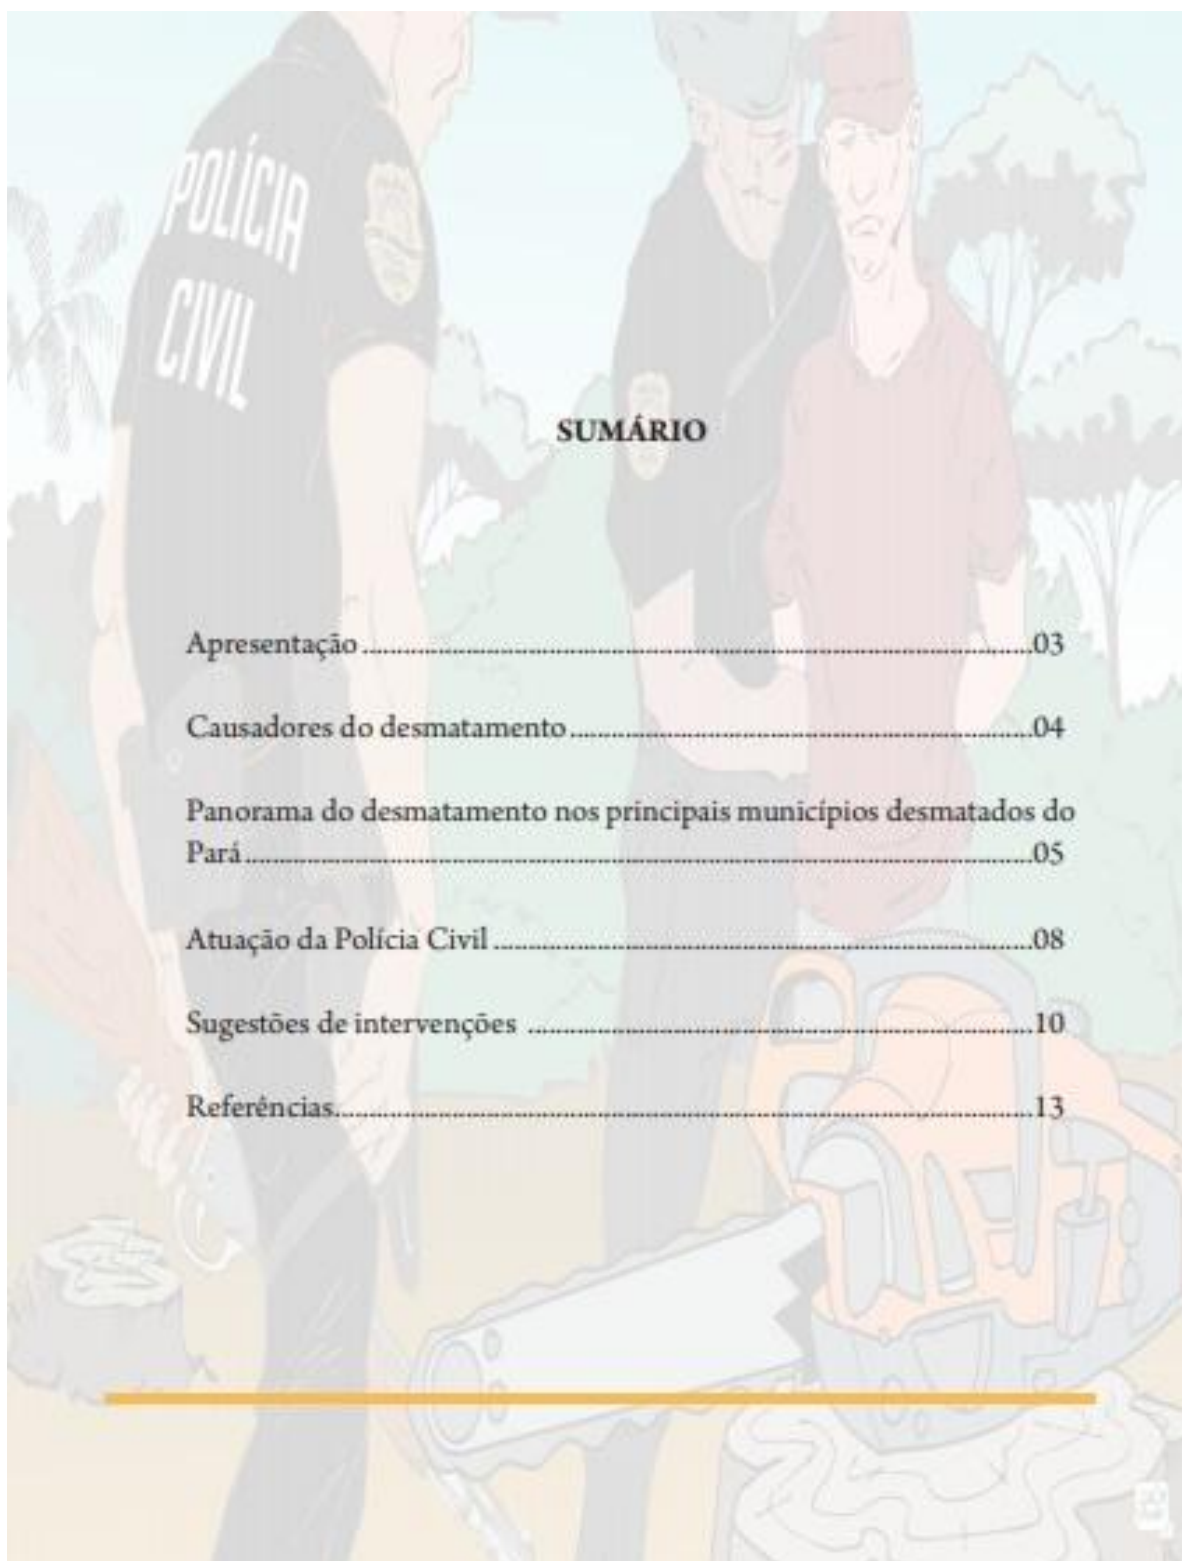 POLÍCIA
CIVIL
SUMÁRIO
Apresentação.....................................................03
Causadores do desmatamento.....................................................04
Panorama do desmatamento nos principais municípios desmatados do
Pará.....................................................05
Atuação da Polícia Civil.....................................................08
Sugestões de intervenções .....................................................10
Referências.....................................................13